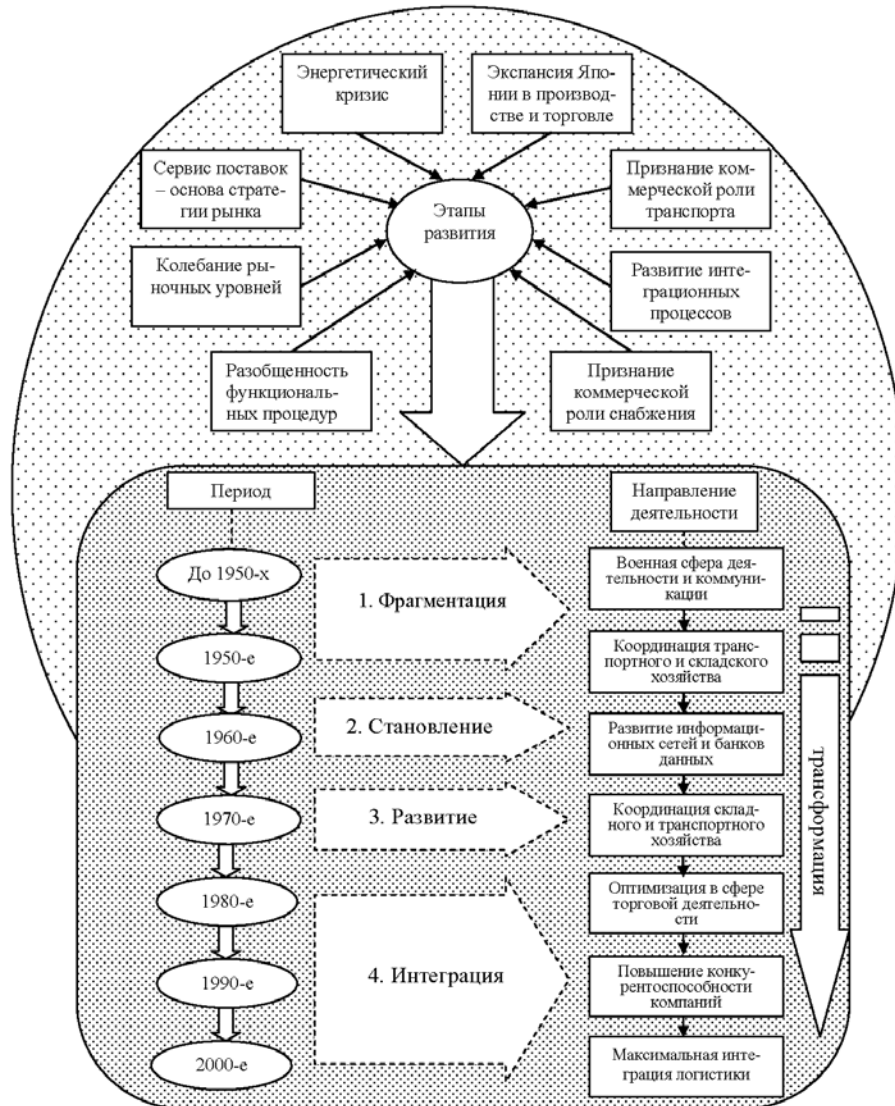 Энергетический
кризис
Экспансия Япо-
нии в производ-
стве и торговле
Сервис поставок
– основа страте-
гии рынка
Признание ком-
мерческой роли
транспорта
Этапы
развития
Колебание ры-
ночных уровней
Развитие инте-
грационных
процессов
Разобщенность
функциональ-
ных процедур
Признание
коммерческой
роли снабжения
Период
Направление
деятельности
До 1950-х
1. Фрагментация
Военная сфера дея-
тельности и коммуни-
кации
1950-е
Координация транс-
портного и складского
хозяйства
1960-е
2. Становление
Развитие информаци-
онных сетей и банков
данных
1970-е
3. Развитие
Координация склад-
ного и транспортного
хозяйства
1980-е
Оптимизация в сфере
торговой деятельно-
сти
1990-е
4. Интеграция
Повышение конку-
рентоспособности
компаний
2000-е
Максимальная инте-
грация логистики
трансформация